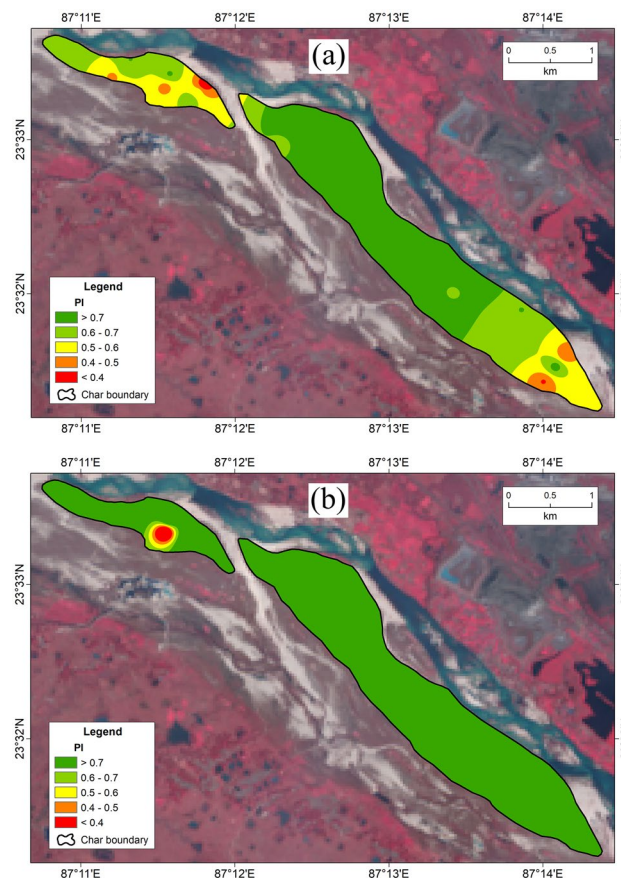 87°11'E 87°12'E 87°13'E 87°14'E
(a)
0 0.5 1
km
23°33'N
23°32'N
Legend
PI
> 0.7
0.6 - 0.7
0.5 - 0.6
0.4 - 0.5
< 0.4
Char boundary
87°11'E 87°12'E 87°13'E 87°14'E
87°11'E 87°12'E 87°13'E 87°14'E
(b)
0 0.5 1
km
23°33'N
23°32'N
Legend
PI
> 0.7
0.6 - 0.7
0.5 - 0.6
0.4 - 0.5
< 0.4
Char boundary
87°11'E 87°12'E 87°13'E 87°14'E